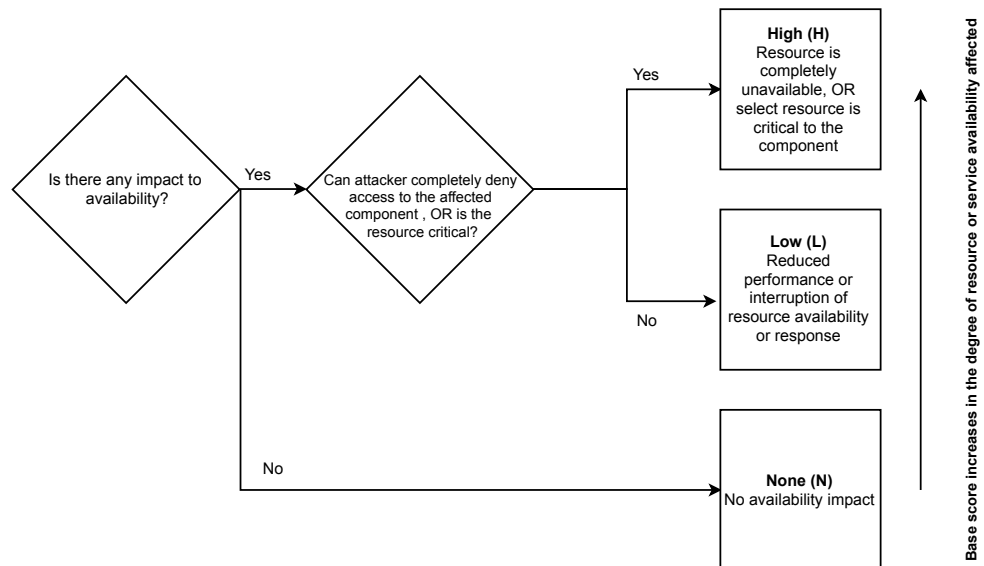 Is there any impact to
availability?
Yes
Can attacker completely deny
access to the affected
component , OR is the
resource critical?
Yes
High (H)
Resource is
completely
unavailable, OR
select resource is
critical to the
component
No
Low (L)
Reduced
performance or
interruption of
resource availability
or response
No
None (N)
No availability impact
Base score increases in the degree of resource or service availability affected